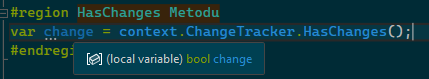 #region HasChanges Metodu
var change = context.ChangeTracker.HasChanges();
#endregi
(local variable) bool change